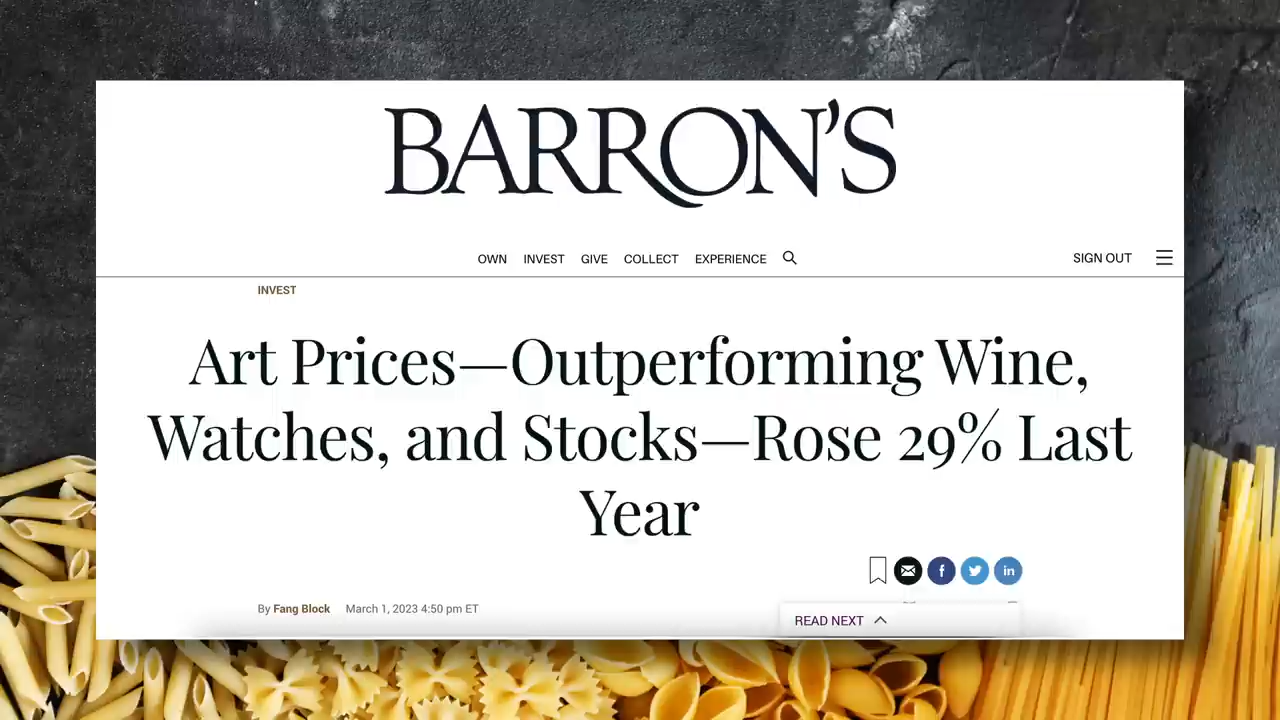 BARRON'S
OWN INVEST GIVE COLLECT EXPERIENCE
SIGN OUT
INVEST
Art Prices—Outperforming Wine,
Watches, and Stocks—Rose 29% Last
Year
By Fang Block March 1, 2023 4:50 pm ET
READ NEXT